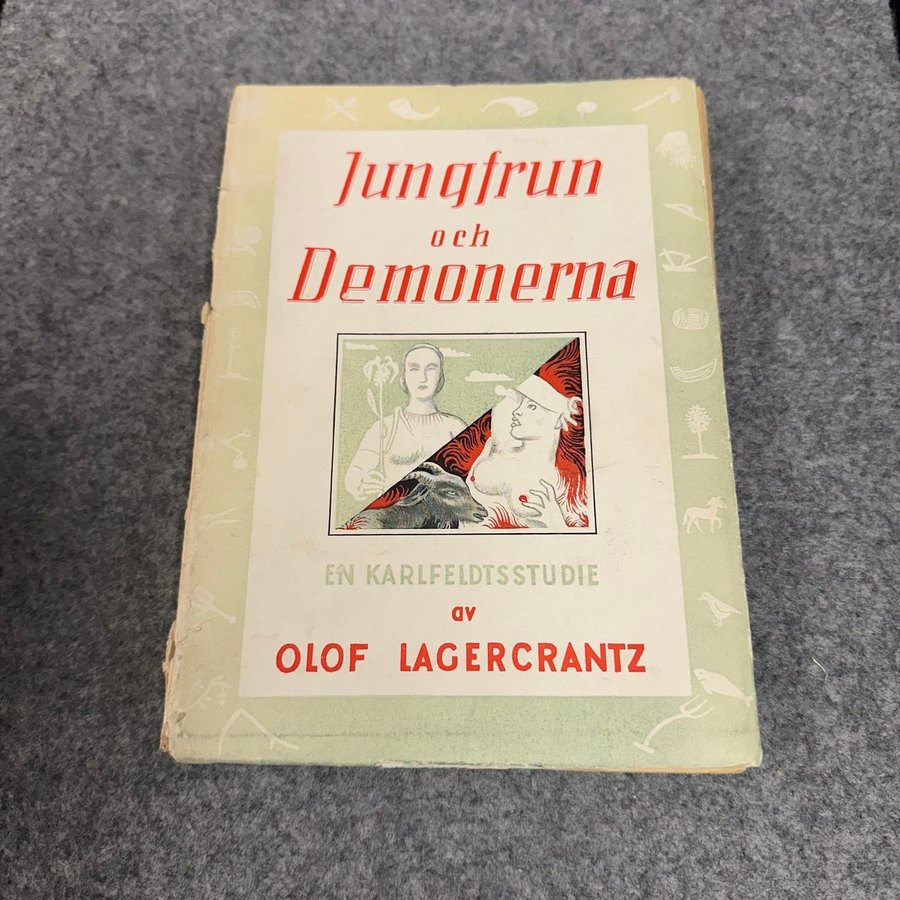 Jungfrun
och
Demonerna
EN KARLFELDTSSTUDIE
av
OLOF LAGERCRANTZ